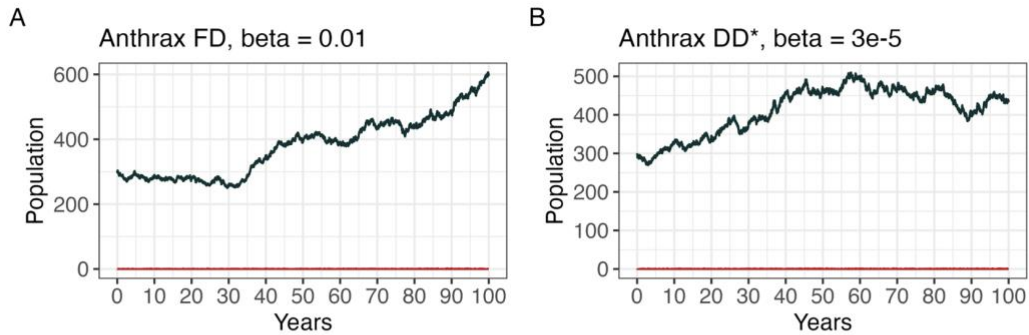 A
Anthrax FD, beta = 0.01
600
400
200
0
Population
0 10 20 30 40 50 60 70 80 90 100
Years
B
Anthrax DD*, beta = 3e-5
500
400
300
200
100
0
Population
0 10 20 30 40 50 60 70 80 90 100
Years